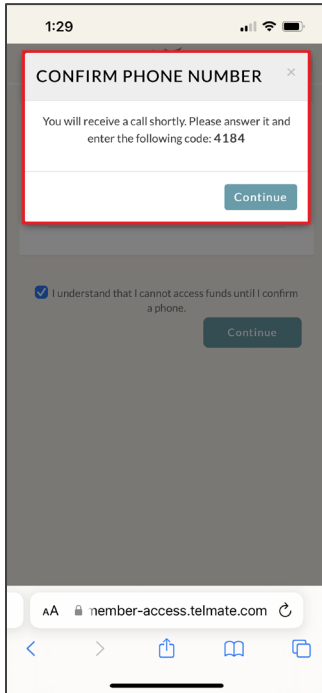 1:29
CONFIRM PHONE NUMBER ×
You will receive a call shortly. Please answer it and
enter the following code: 4184
Continue
I understand that I cannot access funds until I confirm
a phone.
Continue
AA member-access.telmate.com